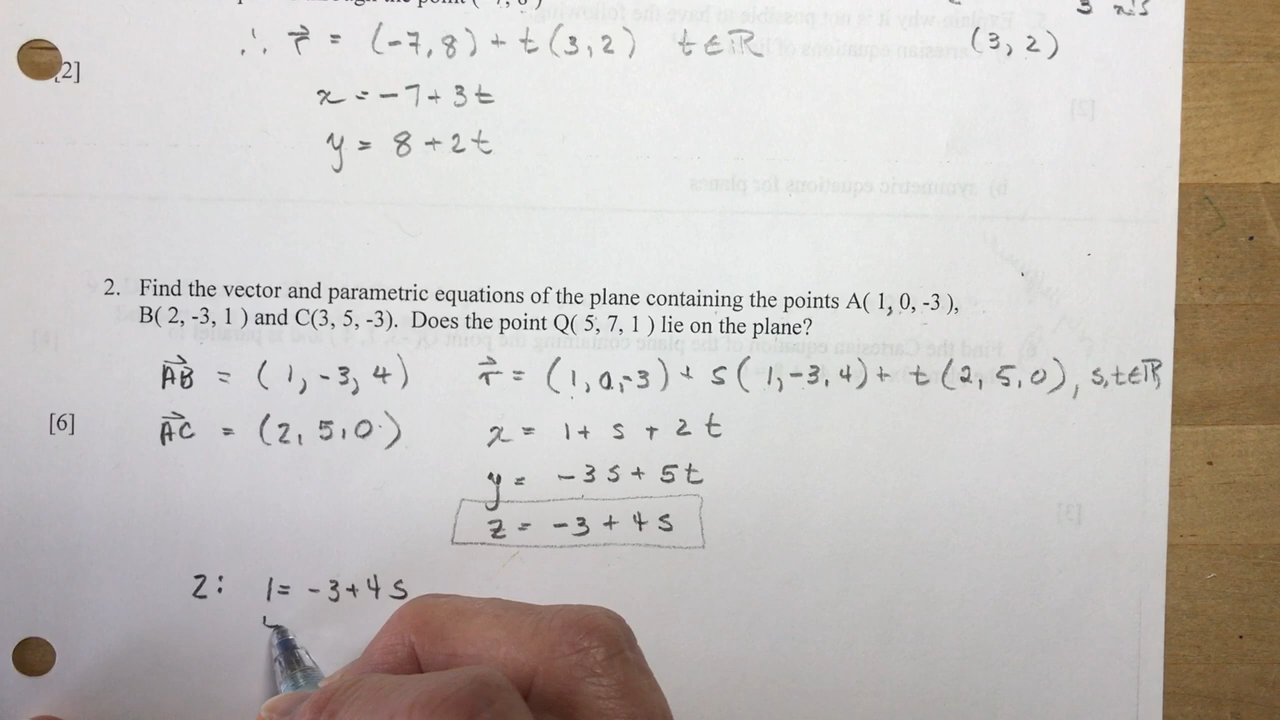 ∴ r⃗ = (-7, 8) + t (3, 2) t ∈ ℝ (3, 2)
[2]
x = -7 + 3t
y = 8 + 2t
2. Find the vector and parametric equations of the plane containing the points A( 1, 0, -3 ),
B( 2, -3, 1 ) and C(3, 5, -3). Does the point Q( 5, 7, 1 ) lie on the plane?
A⃗B = (1, -3, 4) r⃗ = (1, 0, -3) + s (1, -3, 4) + t (2, 5, 0), s, t ∈ ℝ
[6] A⃗C = (2, 5, 0) x = 1 + s + 2t
y = -3s + 5t
z = -3 + 4s
z: 1 = -3 + 4s